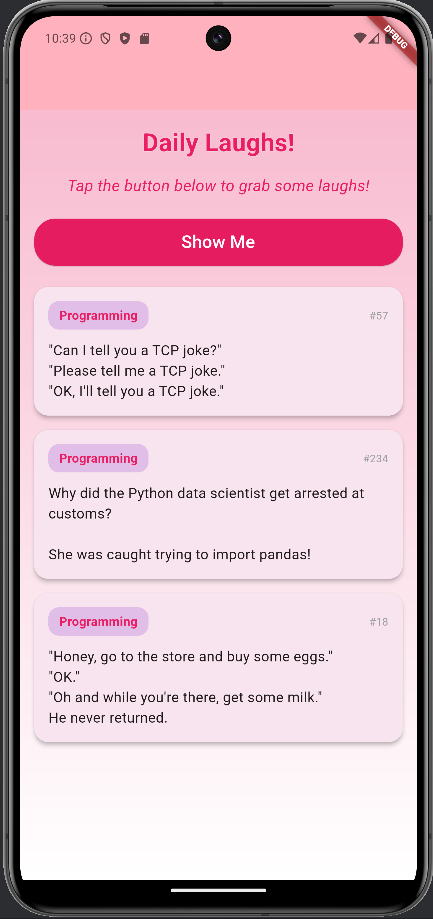 10:39
DEBUG
Daily Laughs!
Tap the button below to grab some laughs!
Show Me
Programming
#57
"Can I tell you a TCP joke?"
"Please tell me a TCP joke."
"OK, I'll tell you a TCP joke."
Programming
#234
Why did the Python data scientist get arrested at
customs?
She was caught trying to import pandas!
Programming
#18
"Honey, go to the store and buy some eggs."
"OK."
"Oh and while you're there, get some milk."
He never returned.